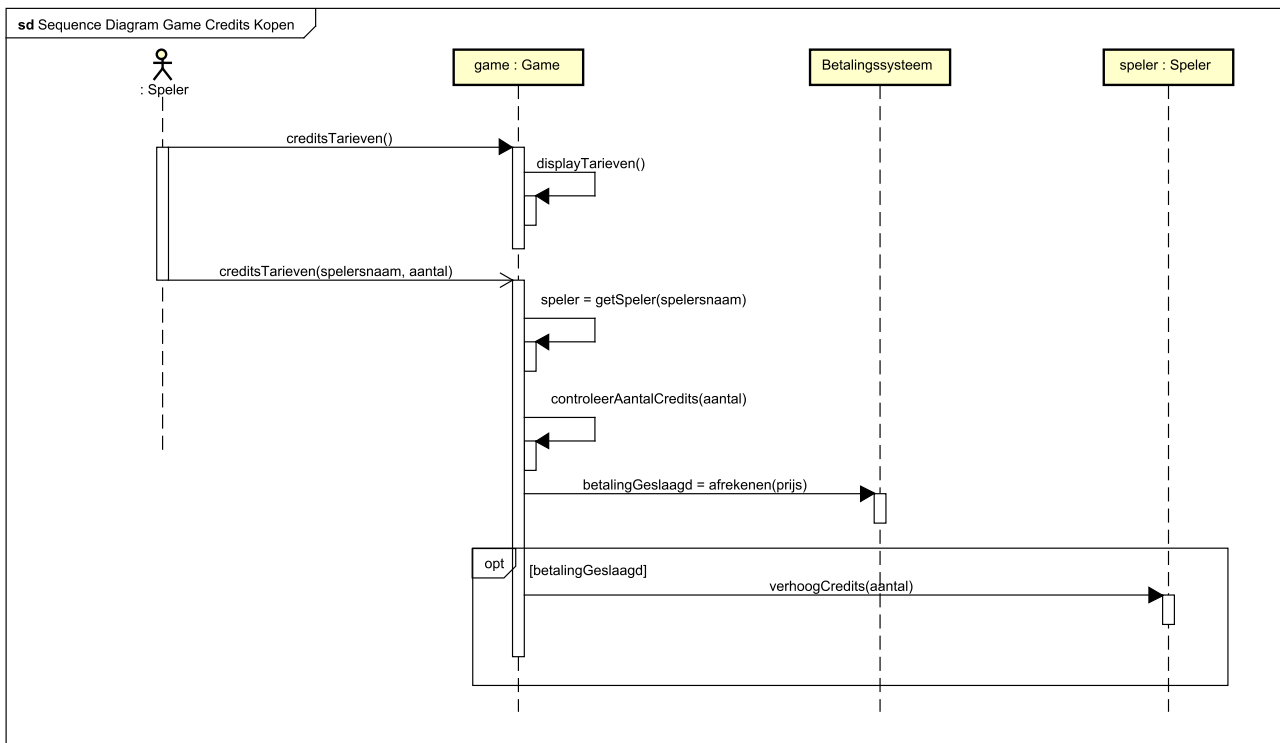 sd Sequence Diagram Game Credits Kopen
: Speler
game : Game
Betalingssysteem
speler : Speler
creditsTarieven()
displayTarieven()
creditsTarieven(spelersnaam, aantal)
speler = getSpeler(spelersnaam)
controleerAantalCredits(aantal)
betalingGeslaagd = afrekenen(prijs)
opt
[betalingGeslaagd]
verhoogCredits(aantal)